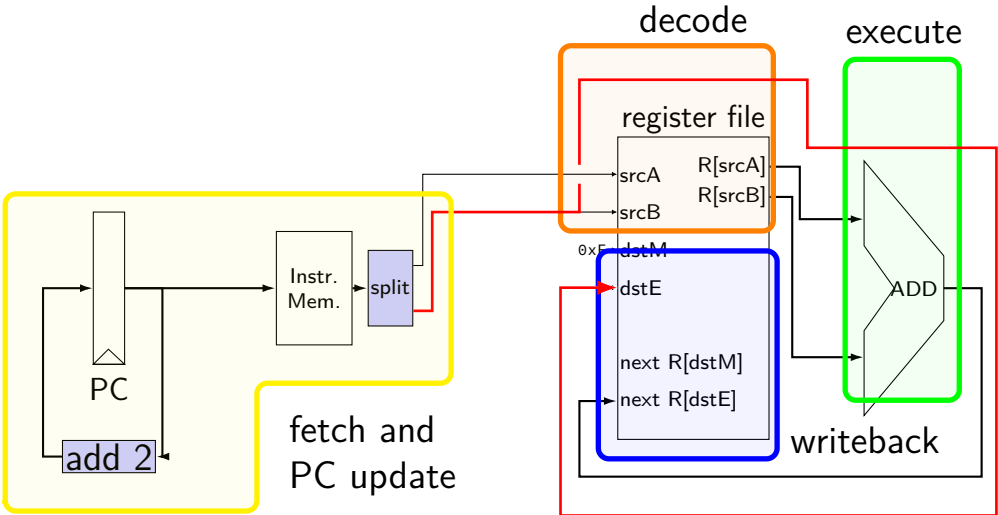 decode
execute
register file
srcA
R[srcA]
R[srcB]
srcB
0xF
dstM
Instr.
Mem.
split
dstE
ADD
PC
next R[dstM]
next R[dstE]
add 2
fetch and
PC update
writeback